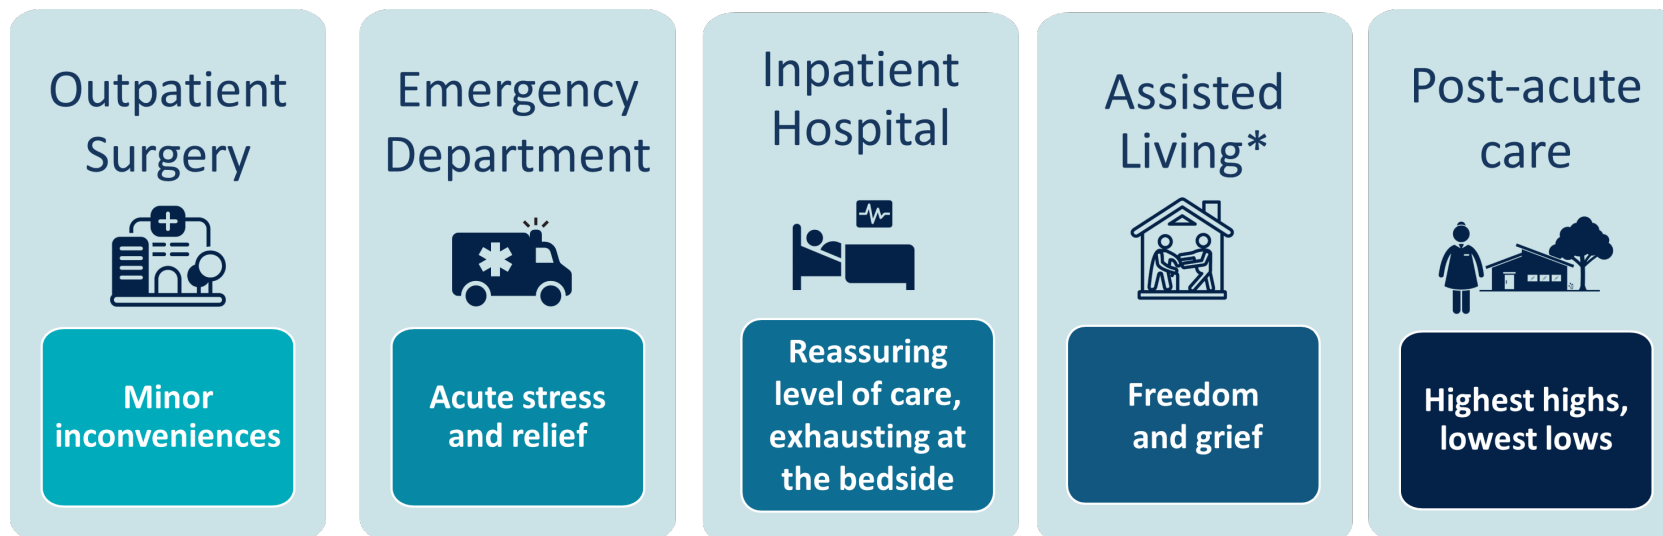 Outpatient
Surgery
Minor
inconveniences
Emergency
Department
Acute stress
and relief
Inpatient
Hospital
Reassuring
level of care,
exhausting at
the bedside
Assisted
Living*
Freedom
and grief
Post-acute
care
Highest highs,
lowest lows